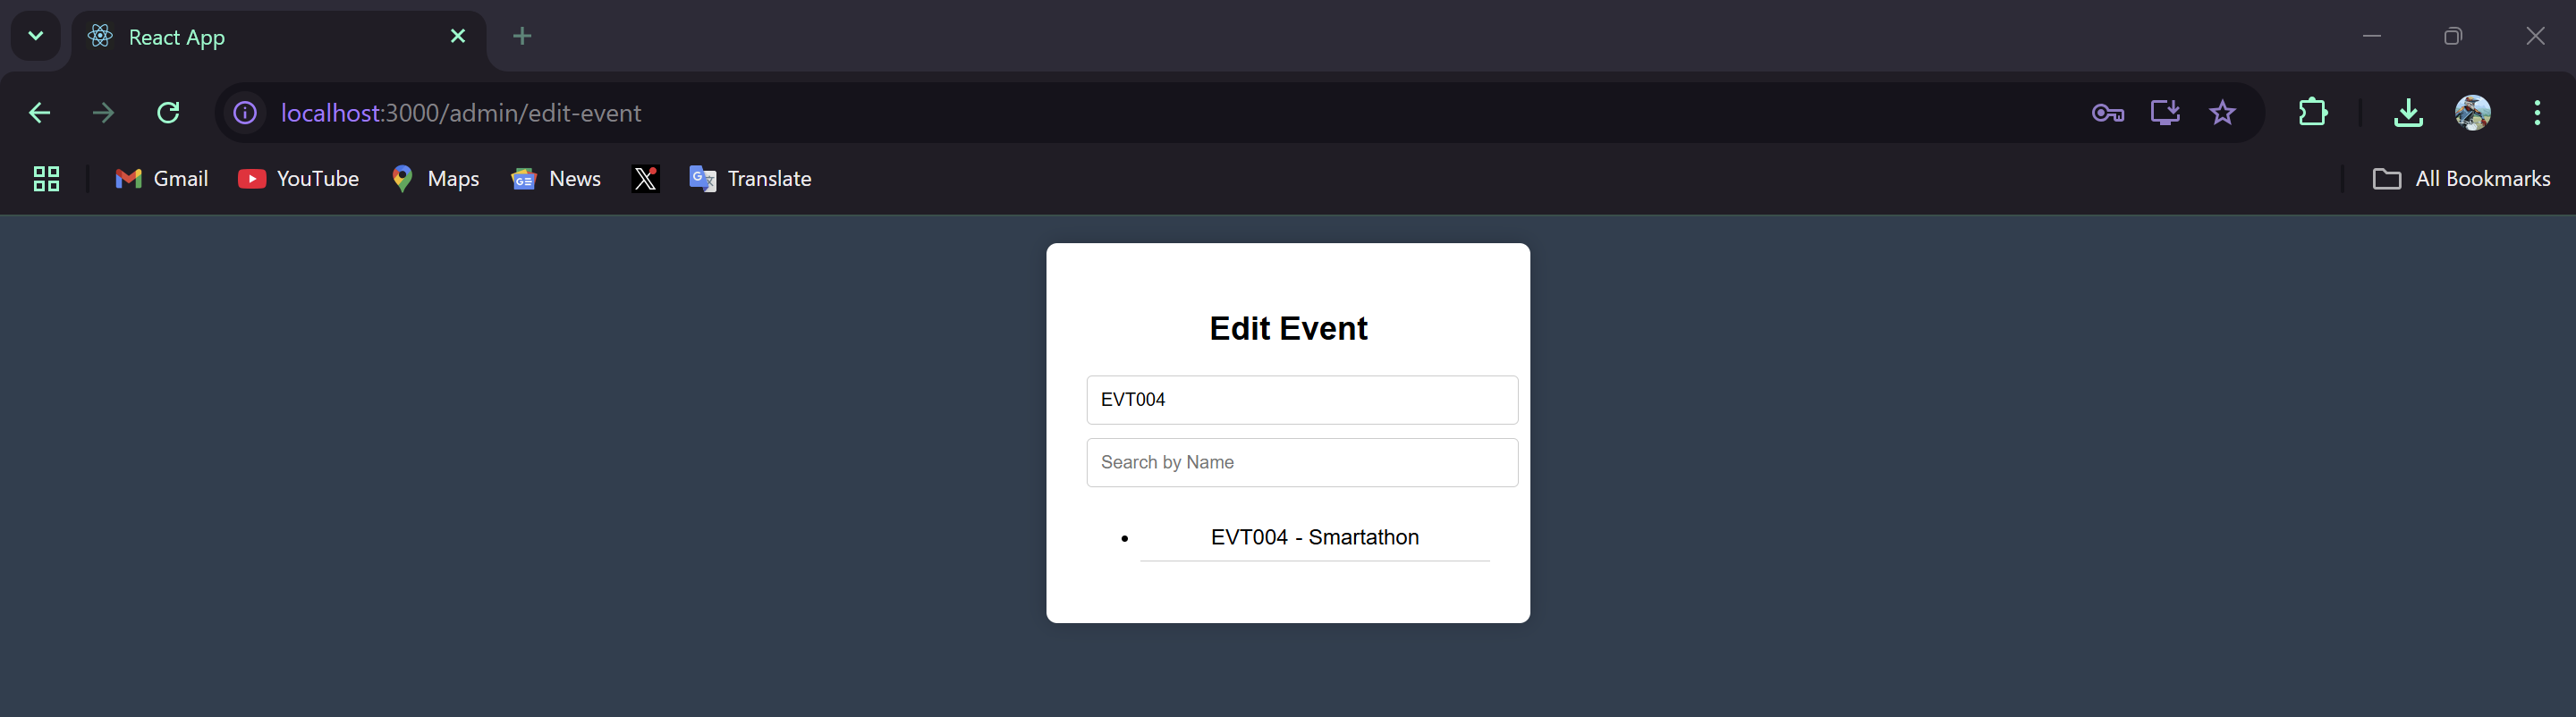 React App
localhost:3000/admin/edit-event
Gmail YouTube Maps News Translate All Bookmarks
Edit Event
EVT004
Search by Name
• EVT004 - Smartathon